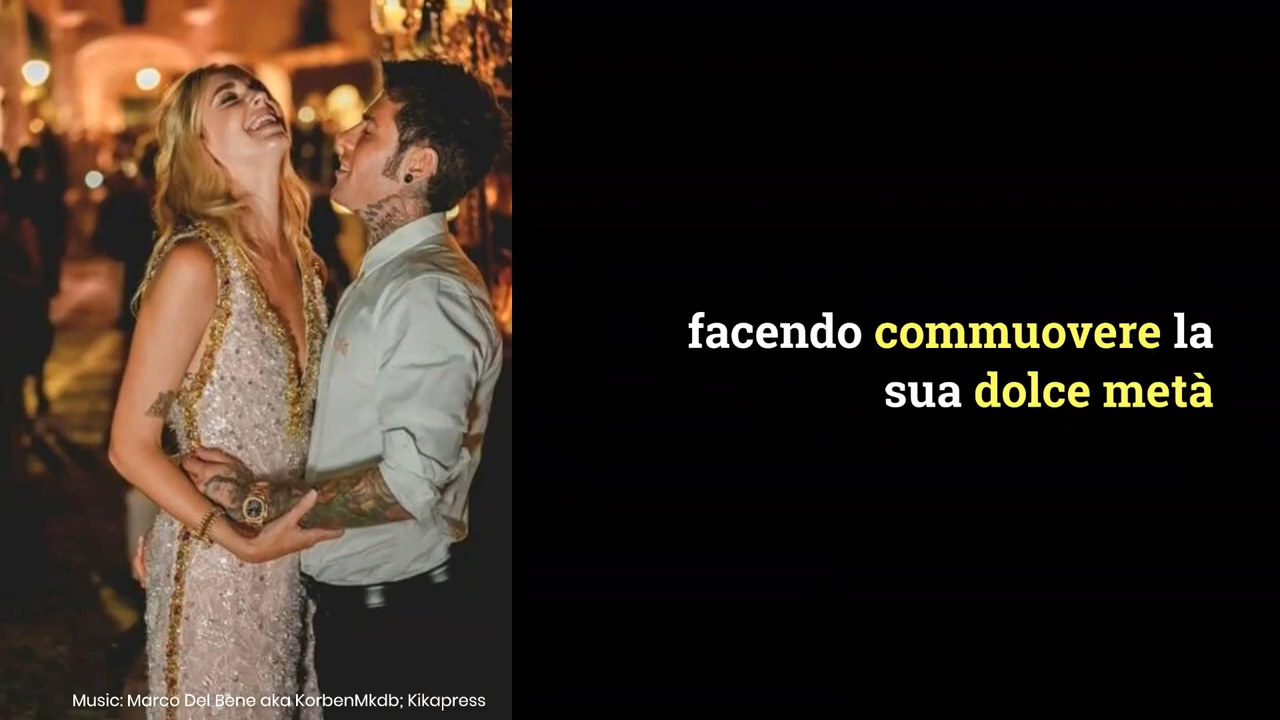 facendo commuovere la
sua dolce metà
Music: Marco Del Bene aka KorbenMkdb; Kikapress